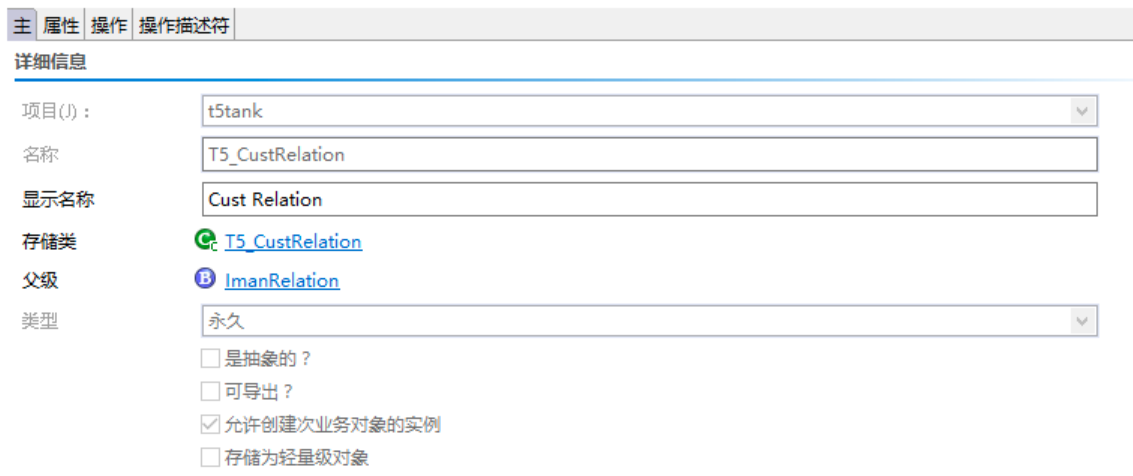 主 属性 操作 操作描述符
详细信息
项目(J)： t5tank
名称 T5_CustRelation
显示名称 Cust Relation
存储类 T5_CustRelation
父级 ImanRelation
类型 永久
是抽象的？
可导出？
允许创建次业务对象的实例
存储为轻量级对象